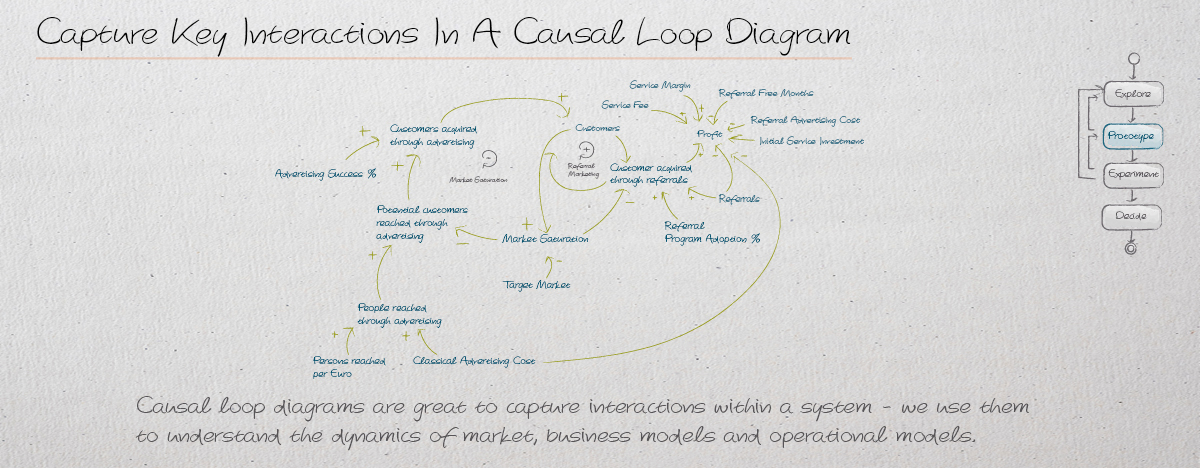 Capture Key Interactions In A Causal Loop Diagram
Service Margin
Referral Free Months
Service Fee
Referral Advertising Cost
Initial Service Investment
Profit
Customers acquired
through advertising
Customers
Market Saturation
Referral
Marketing
Customer acquired
through referrals
Advertising Success %
Referrals
Potential customers
reached through
advertising
Market Saturation
Referral
Program Adoption %
Target Market
People reached
through advertising
Persons reached
per Euro
Classical Advertising Cost
Explore
Prototype
Experiment
Decide
Causal loop diagrams are great to capture interactions within a system - we use them
to understand the dynamics of market, business models and operational models.